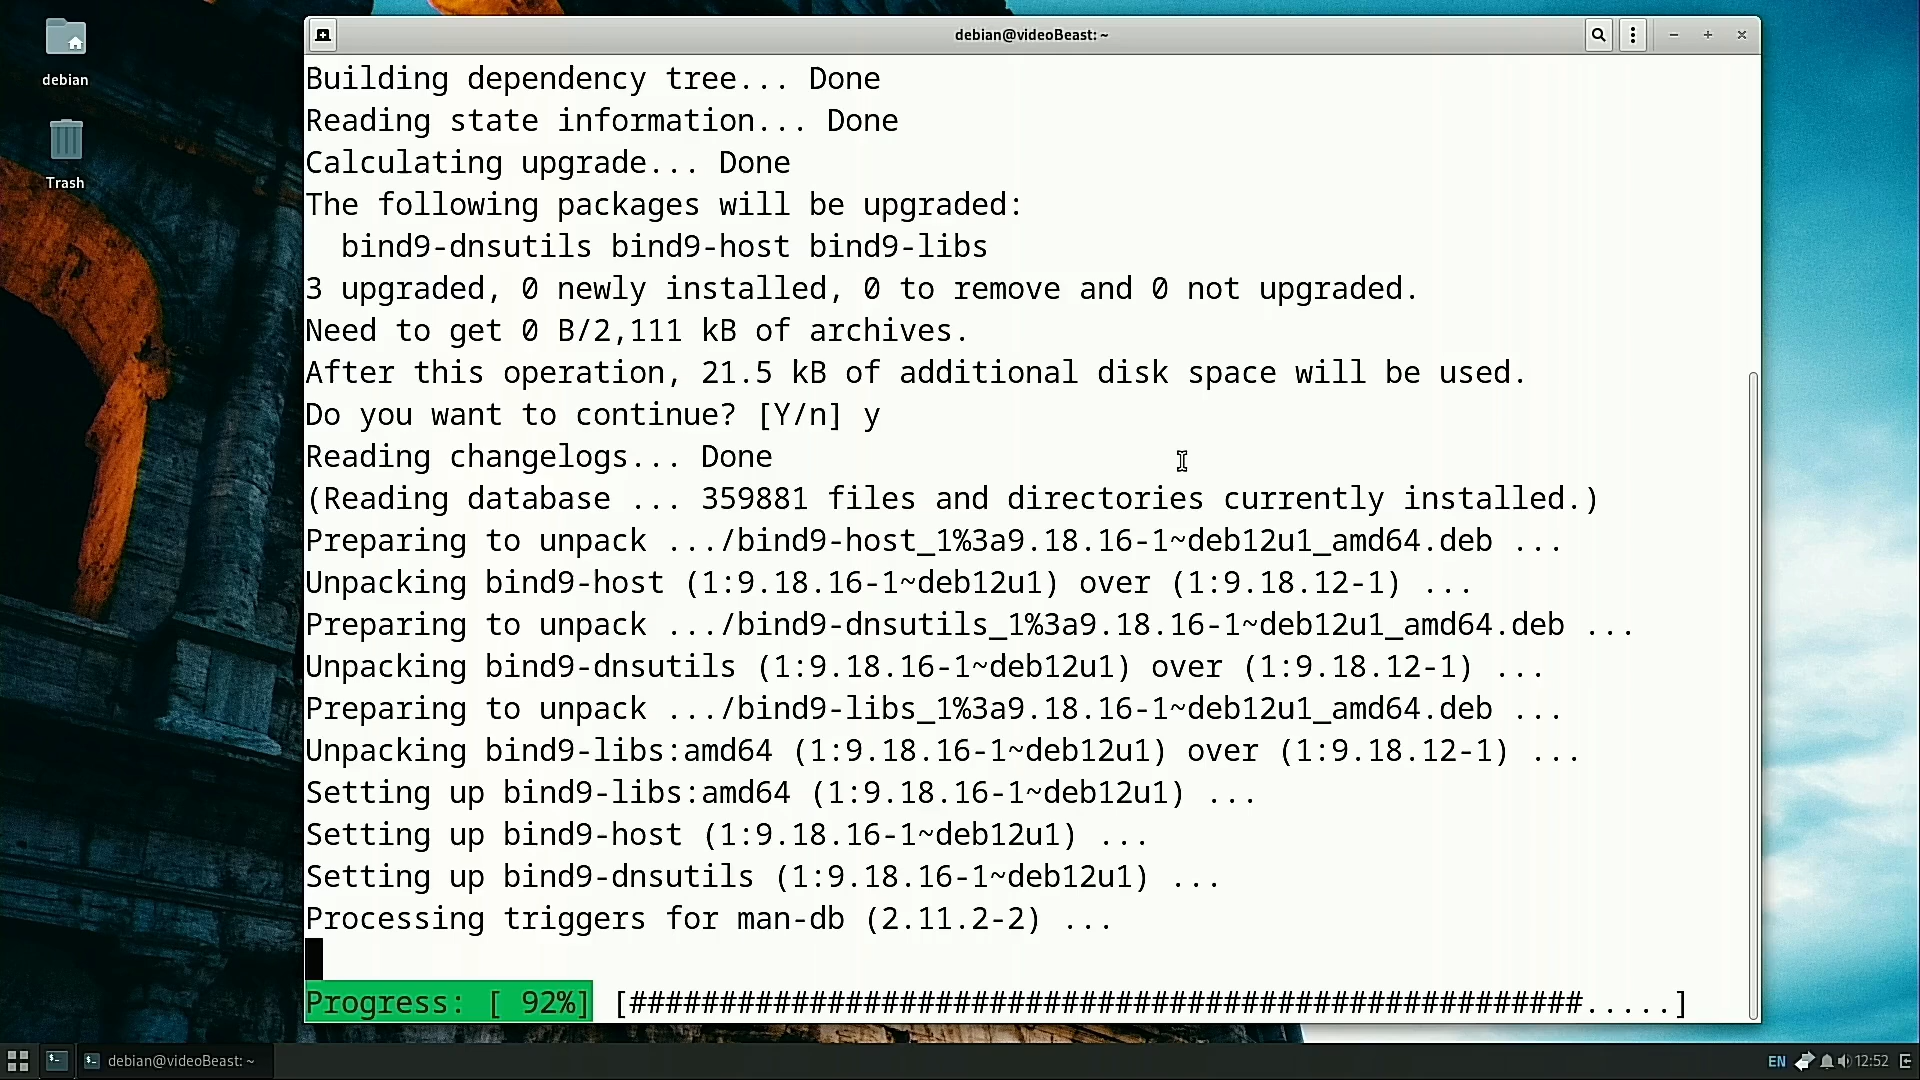 debian
Trash
debian@videoBeast: ~
Building dependency tree... Done
Reading state information... Done
Calculating upgrade... Done
The following packages will be upgraded:
  bind9-dnsutils bind9-host bind9-libs
3 upgraded, 0 newly installed, 0 to remove and 0 not upgraded.
Need to get 0 B/2,111 kB of archives.
After this operation, 21.5 kB of additional disk space will be used.
Do you want to continue? [Y/n] y
Reading changelogs... Done
(Reading database ... 359881 files and directories currently installed.)
Preparing to unpack .../bind9-host_1%3a9.18.16-1~deb12u1_amd64.deb ...
Unpacking bind9-host (1:9.18.16-1~deb12u1) over (1:9.18.12-1) ...
Preparing to unpack .../bind9-dnsutils_1%3a9.18.16-1~deb12u1_amd64.deb ...
Unpacking bind9-dnsutils (1:9.18.16-1~deb12u1) over (1:9.18.12-1) ...
Preparing to unpack .../bind9-libs_1%3a9.18.16-1~deb12u1_amd64.deb ...
Unpacking bind9-libs:amd64 (1:9.18.16-1~deb12u1) over (1:9.18.12-1) ...
Setting up bind9-libs:amd64 (1:9.18.16-1~deb12u1) ...
Setting up bind9-host (1:9.18.16-1~deb12u1) ...
Setting up bind9-dnsutils (1:9.18.16-1~deb12u1) ...
Processing triggers for man-db (2.11.2-2) ...
Progress: [ 92%] [#####################################################.....]
debian@videoBeast: ~
EN 12:52